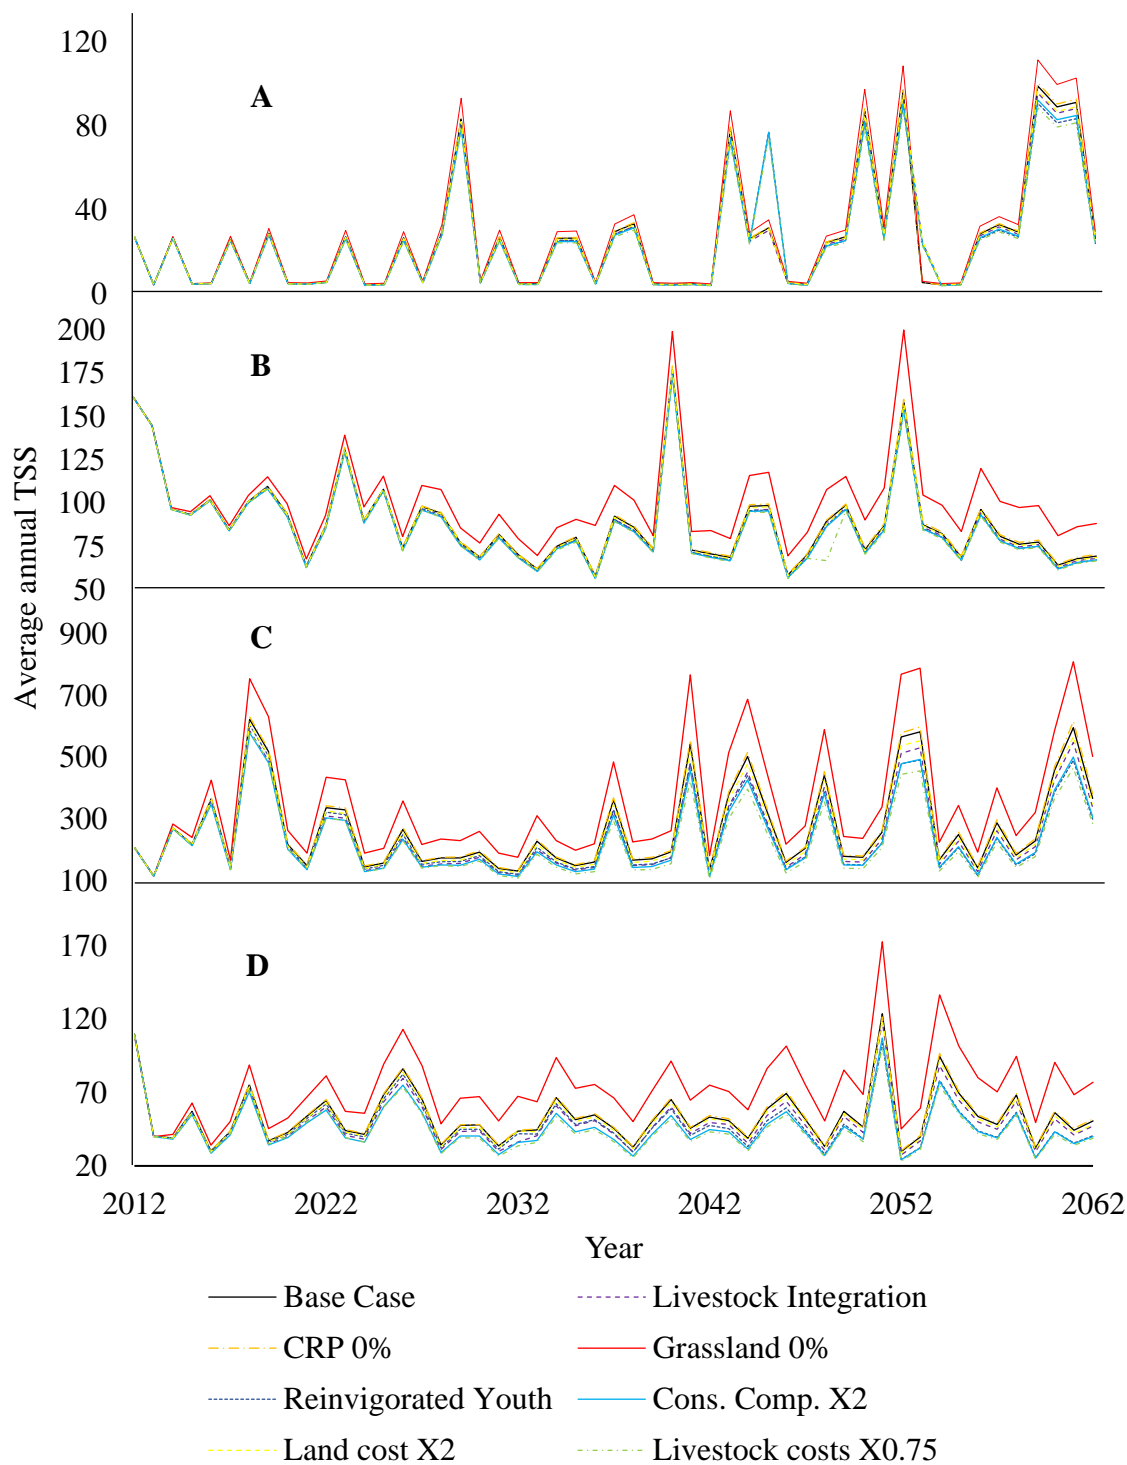 120
A
80
40
0
200
B
175
150
125
100
75
50
Average annual TSS
900
C
700
500
300
100
170
D
120
70
20
2012 2022 2032 2042 2052 2062
Year
Base Case Livestock Integration
CRP 0% Grassland 0%
Reinvigorated Youth Cons. Comp. X2
Land cost X2 Livestock costs X0.75